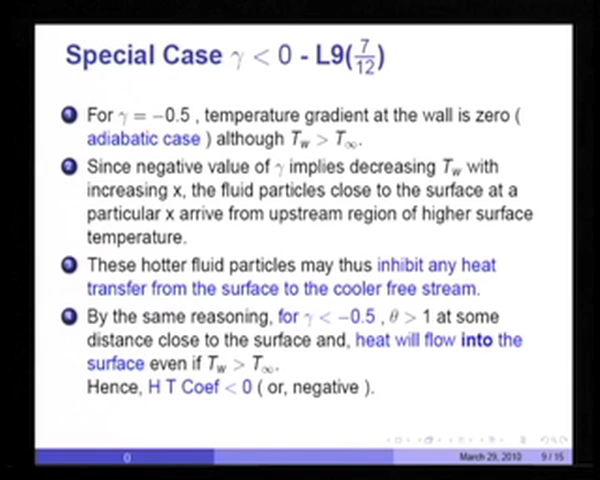 Special Case γ < 0 - L9(7/12)
1 For γ = −0.5 , temperature gradient at the wall is zero (
adiabatic case ) although Tw > T∞.
2 Since negative value of γ implies decreasing Tw with
increasing x, the fluid particles close to the surface at a
particular x arrive from upstream region of higher surface
temperature.
3 These hotter fluid particles may thus inhibit any heat
transfer from the surface to the cooler free stream.
4 By the same reasoning, for γ < −0.5 , θ > 1 at some
distance close to the surface and, heat will flow into the
surface even if Tw > T∞.
Hence, H T Coef < 0 ( or, negative ).
() March 29, 2010 9 / 15